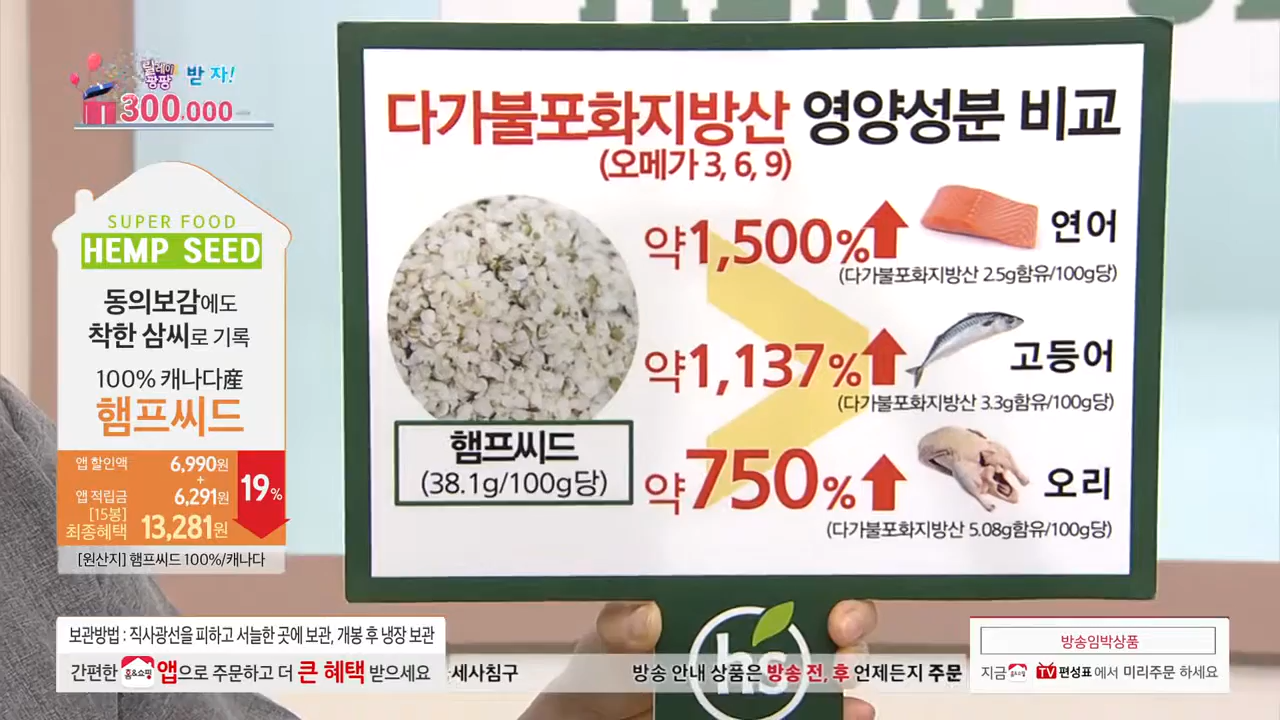 릴레이
팡팡
받자!
300,000
SUPER FOOD
HEMP SEED
동의보감에도
착한 삼씨로 기록
100% 캐나다産
햄프씨드
앱 할인액 6,990원
+
앱 적립금 6,291원
[15봉]
최종혜택 13,281원
19%
[원산지] 햄프씨드 100%/캐나다
다가불포화지방산 영양성분 비교
(오메가 3, 6, 9)
약1,500% 연어
(다가불포화지방산 2.5g함유/100g당)
약1,137% 고등어
(다가불포화지방산 3.3g함유/100g당)
약750% 오리
(다가불포화지방산 5.08g함유/100g당)
햄프씨드
(38.1g/100g당)
hs
보관방법 : 직사광선을 피하고 서늘한 곳에 보관, 개봉 후 냉장 보관
간편한 홈&쇼핑 앱으로 주문하고 더 큰 혜택 받으세요
세사침구
방송 안내 상품은 방송 전, 후 언제든지 주문
방송임박상품
지금 홈&쇼핑 TV편성표에서 미리주문 하세요